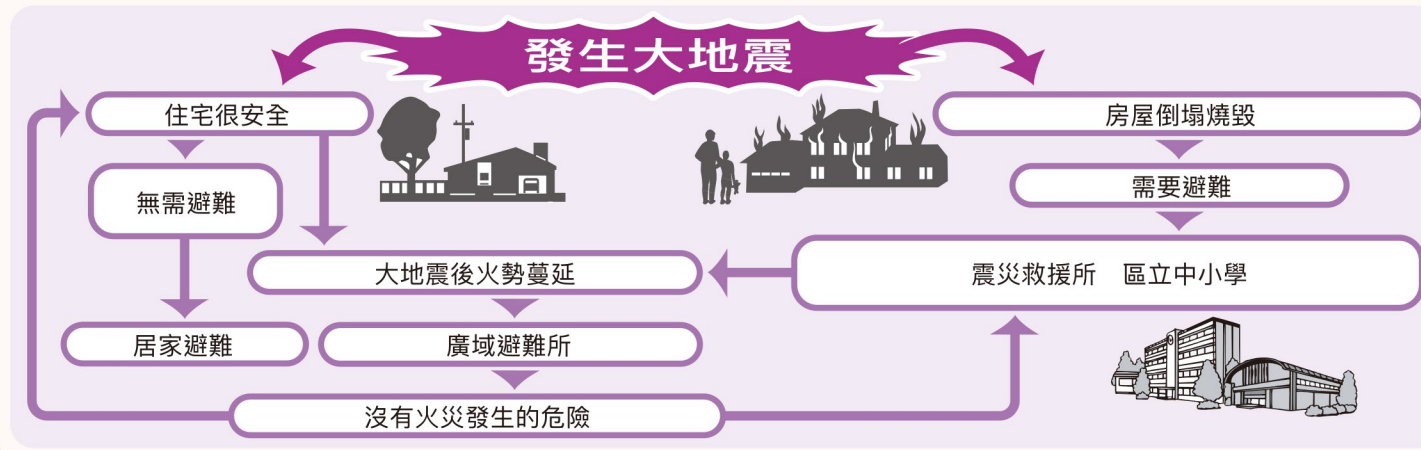 發生大地震
住宅很安全
無需避難
居家避難
房屋倒塌燒毀
需要避難
震災救援所　區立中小學
大地震後火勢蔓延
廣域避難所
沒有火災發生的危險